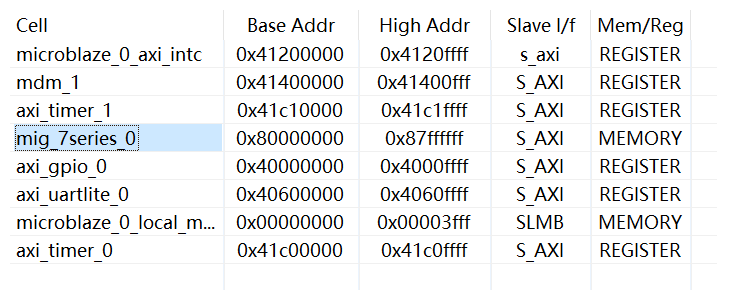 Cell Base Addr High Addr Slave I/f Mem/Reg
microblaze_0_axi_intc 0x41200000 0x4120ffff s_axi REGISTER
mdm_1 0x41400000 0x41400fff S_AXI REGISTER
axi_timer_1 0x41c10000 0x41c1ffff S_AXI REGISTER
mig_7series_0 0x80000000 0x87ffffff S_AXI MEMORY
axi_gpio_0 0x40000000 0x4000ffff S_AXI REGISTER
axi_uartlite_0 0x40600000 0x4060ffff S_AXI REGISTER
microblaze_0_local_m... 0x00000000 0x00003fff SLMB MEMORY
axi_timer_0 0x41c00000 0x41c0ffff S_AXI REGISTER